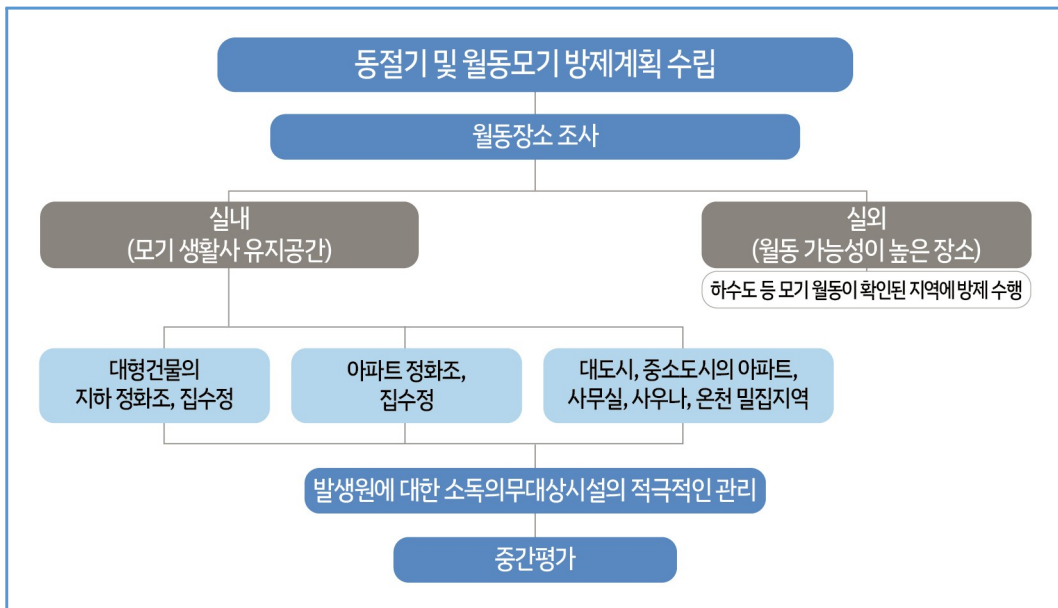 동절기 및 월동모기 방제계획 수립
월동장소 조사
실내
(모기 생활사 유지공간)
실외
(월동 가능성이 높은 장소)
하수도 등 모기 월동이 확인된 지역에 방제 수행
대형건물의
지하 정화조, 집수정
아파트 정화조,
집수정
대도시, 중소도시의 아파트,
사무실, 사우나, 온천 밀집지역
발생원에 대한 소독의무대상시설의 적극적인 관리
중간평가